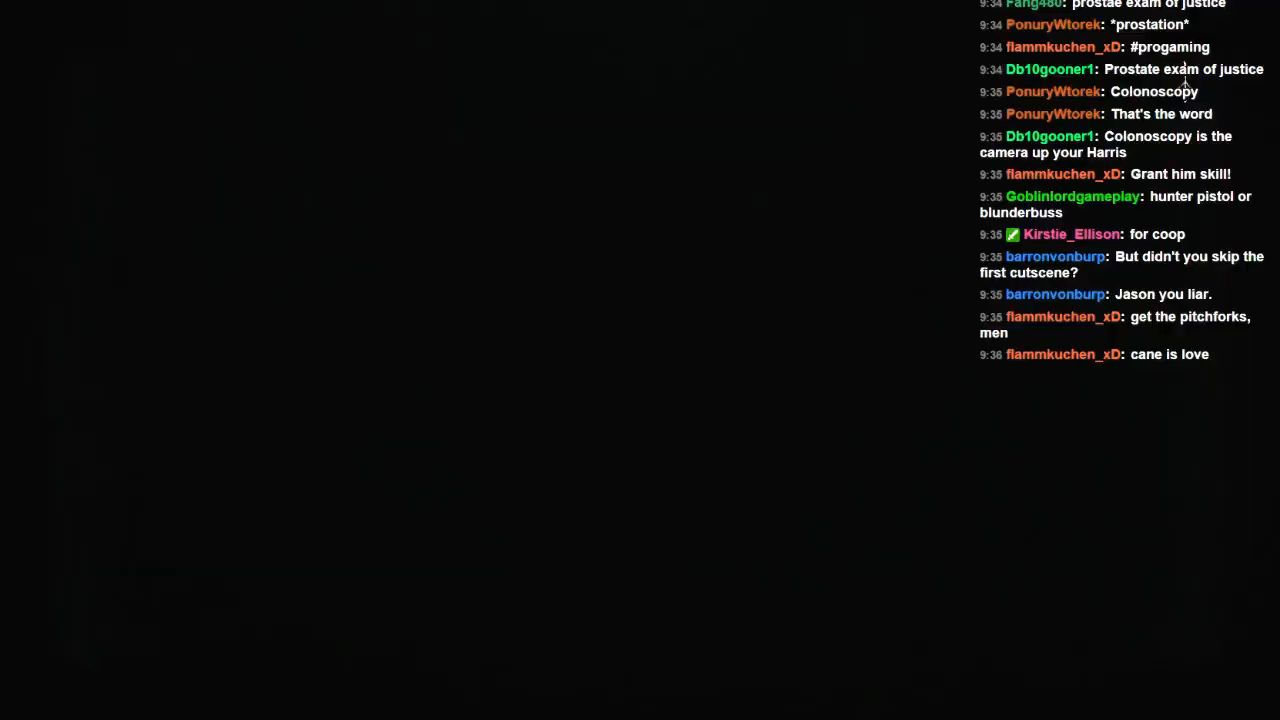 9:34 Fang480: prostae exam of justice
9:34 PonuryWtorek: *prostation*
9:34 flammkuchen_xD: #progaming
9:34 Db10gooner1: Prostate exam of justice
9:35 PonuryWtorek: Colonoscopy
9:35 PonuryWtorek: That's the word
9:35 Db10gooner1: Colonoscopy is the
camera up your Harris
9:35 flammkuchen_xD: Grant him skill!
9:35 Goblinlordgameplay: hunter pistol or
blunderbuss
9:35 Kirstie_Ellison: for coop
9:35 barronvonburp: But didn't you skip the
first cutscene?
9:35 barronvonburp: Jason you liar.
9:35 flammkuchen_xD: get the pitchforks,
men
9:36 flammkuchen_xD: cane is love